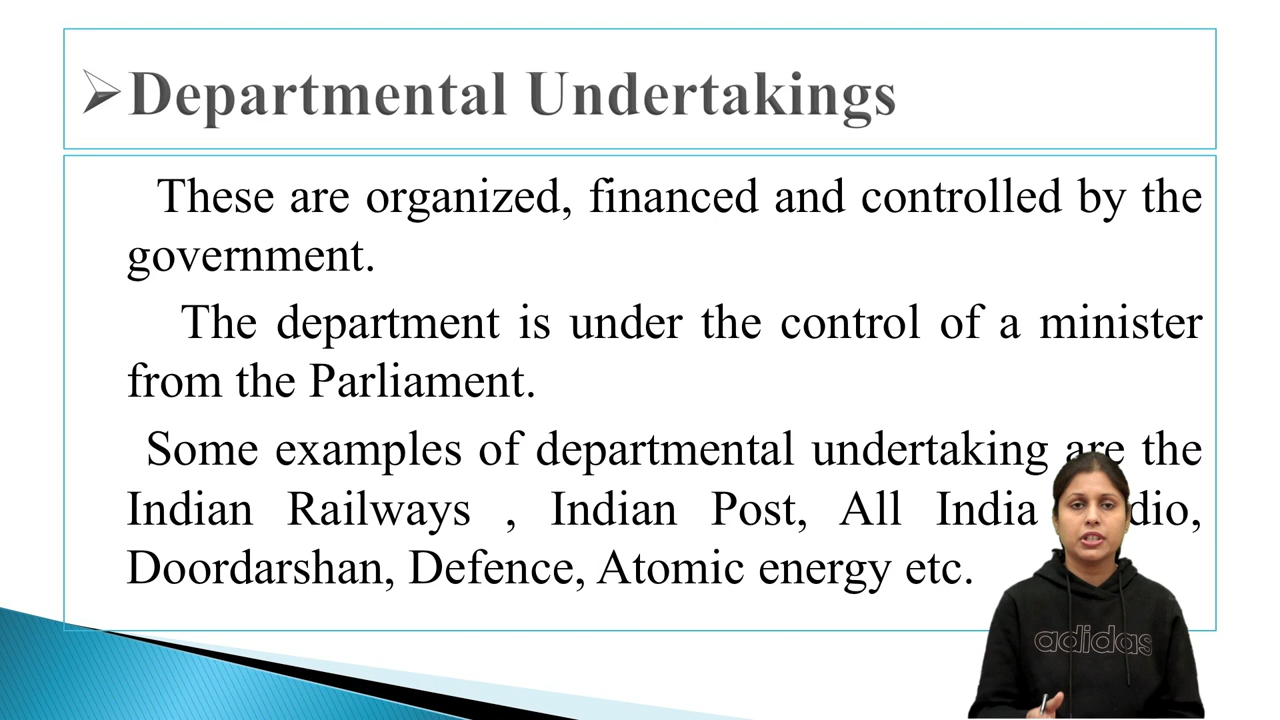 ➢Departmental Undertakings
These are organized, financed and controlled by the
government.
The department is under the control of a minister
from the Parliament.
Some examples of departmental undertaking are the
Indian Railways , Indian Post, All India dio,
Doordarshan, Defence, Atomic energy etc.
adidas